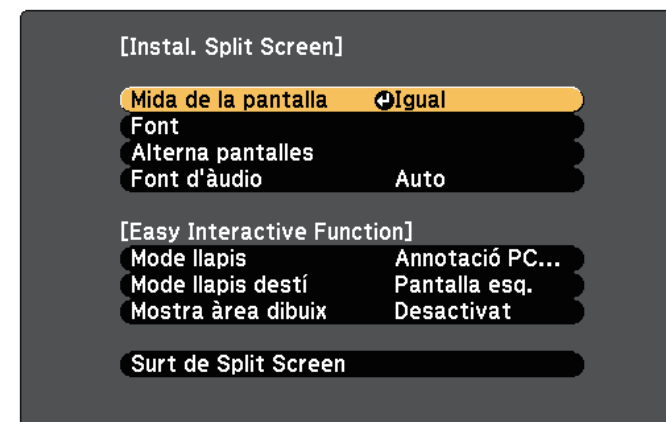 [Instal. Split Screen]
Mida de la pantalla Igual
Font
Alterna pantalles
Font d'àudio Auto
[Easy Interactive Function]
Mode llapis Annotació PC...
Mode llapis destí Pantalla esq.
Mostra àrea dibuix Desactivat
Surt de Split Screen